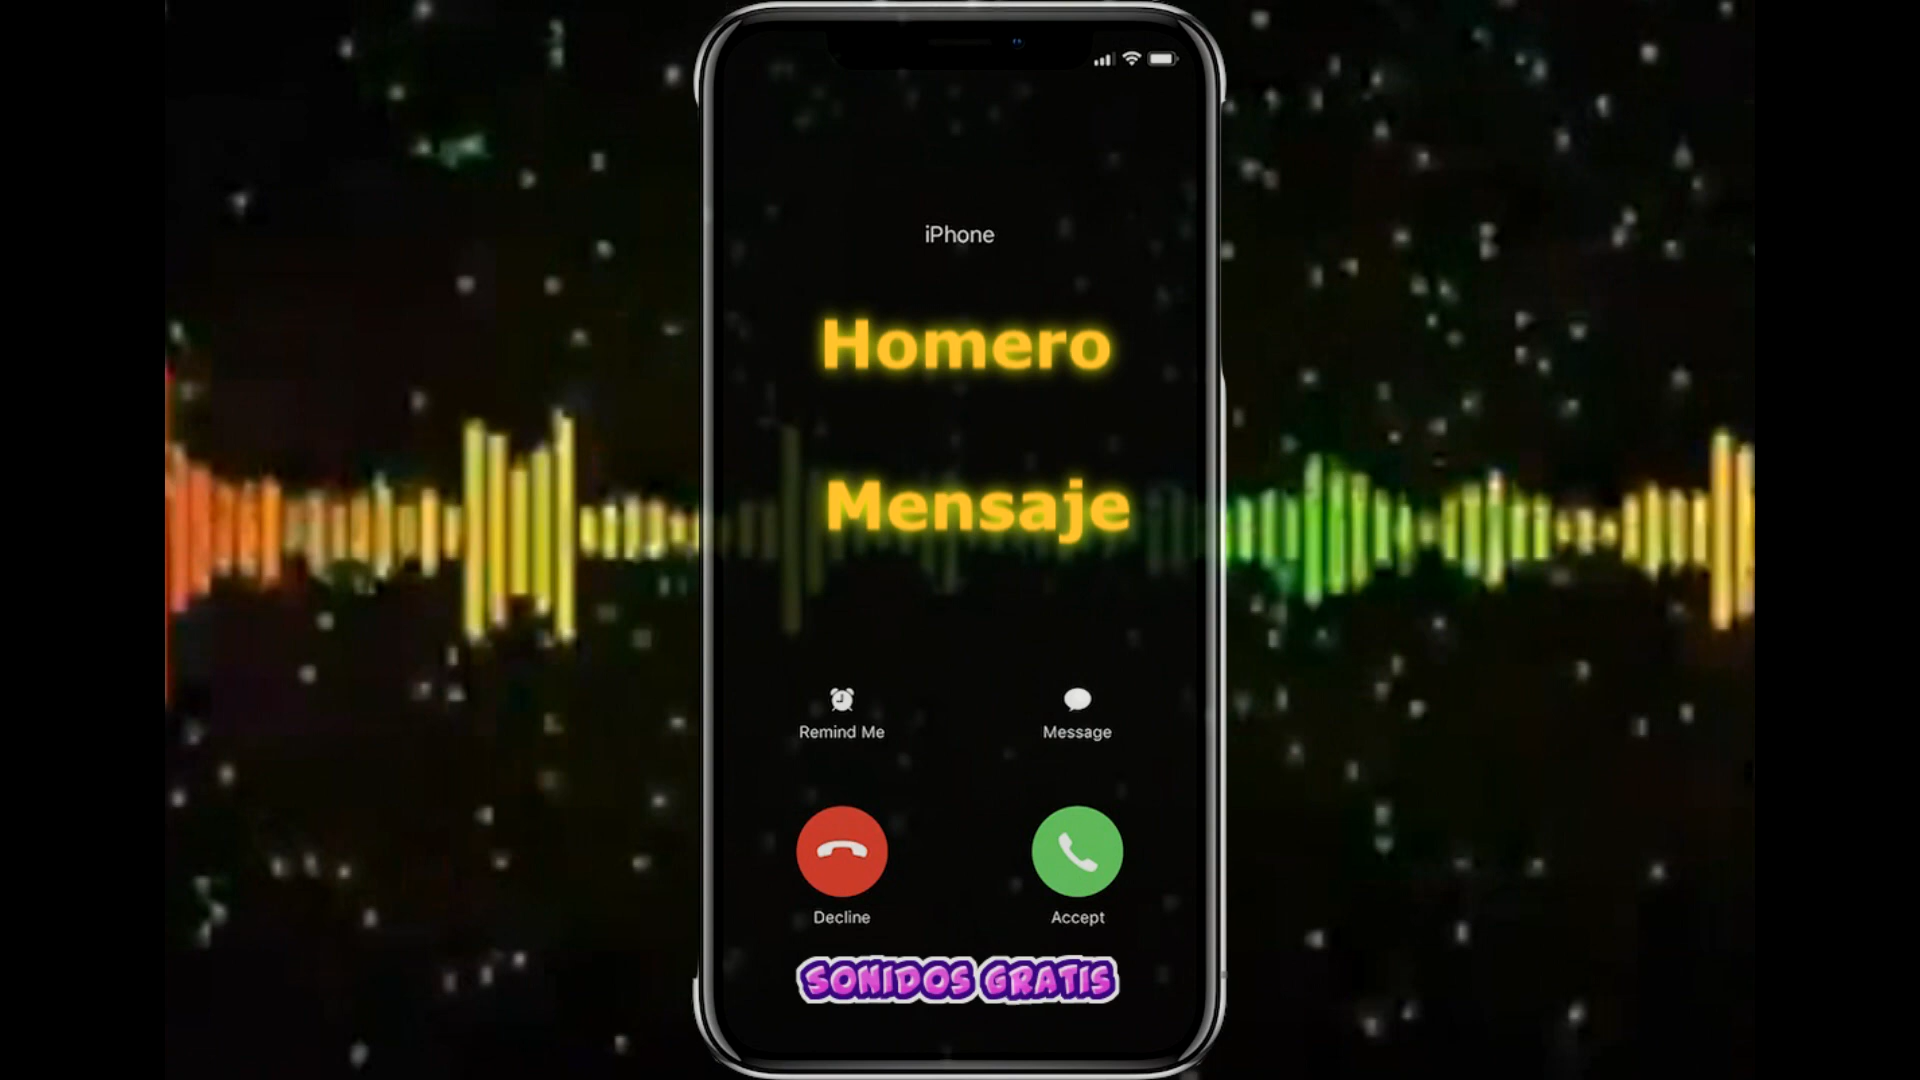 iPhone
Homero
Mensaje
Remind Me
Message
Decline
Accept
SONIDOS GRATIS